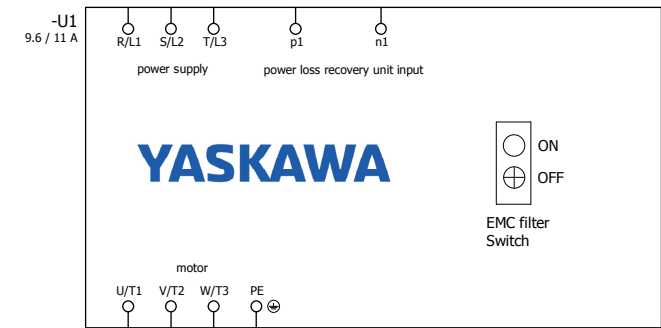 -U1
9.6 / 11 A
R/L1 S/L2 T/L3 p1 n1
power supply power loss recovery unit input
YASKAWA
ON
OFF
EMC filter
Switch
motor
U/T1 V/T2 W/T3 PE